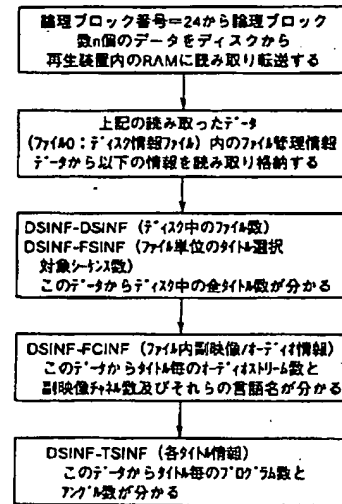 論理ブロック番号=24から論理ブロック
数n個のデータをディスクから
再生装置内のRAMに読み取り転送する
上記の読み取ったデータ
(ファイル0:ディスク情報ファイル)内のファイル管理情報
データから以下の情報を読み取り格納する
DSINF-DSINF (ディスク中のファイル数)
DSINF-FSINF (ファイル単位のタイトル選択
対象シーケンス数)
このデータからディスク中の全タイトル数が分かる
DSINF-FCINF (ファイル内副映像/オーディオ情報)
このデータからタイトル毎のオーディオストリーム数と
副映像チャネル数及びそれらの言語名が分かる
DSINF-TSINF (各タイトル情報)
このデータからタイトル毎のプログラム数と
アングル数が分かる